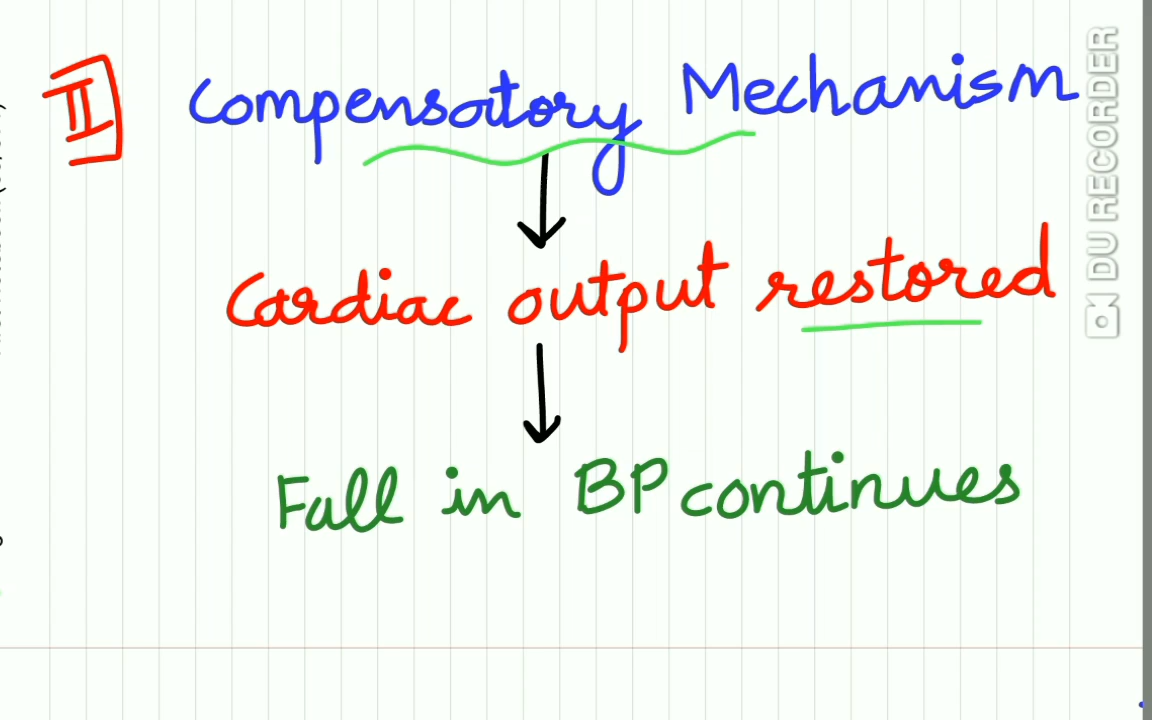 II
Compensatory Mechanism
Cardiac output restored
Fall in BP continues
DU RECORDER